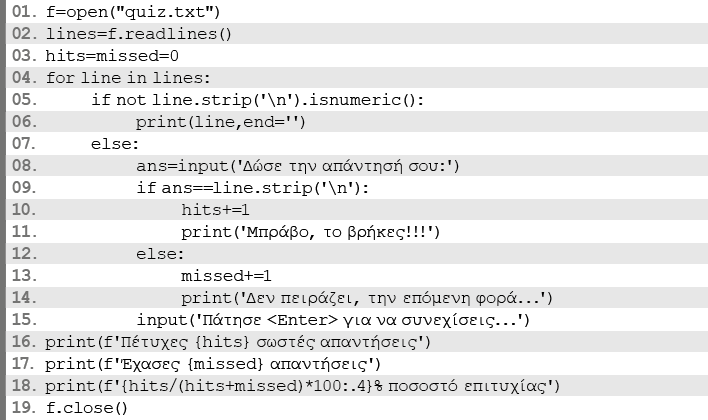 01. f=open("quiz.txt")
02. lines=f.readlines()
03. hits=missed=0
04. for line in lines:
05.     if not line.strip('\n').isnumeric():
06.         print(line,end='')
07.     else:
08.         ans=input('Δώσε την απάντησή σου:')
09.         if ans==line.strip('\n'):
10.             hits+=1
11.             print('Μπράβο, το βρήκες!!!')
12.         else:
13.             missed+=1
14.             print('Δεν πειράζει, την επόμενη φορά...')
15.         input('Πάτησε <Enter> για να συνεχίσεις...')
16. print(f'Πέτυχες {hits} σωστές απαντήσεις')
17. print(f'Έχασες {missed} απαντήσεις')
18. print(f'{hits/(hits+missed)*100:.4}% ποσοστό επιτυχίας')
19. f.close()